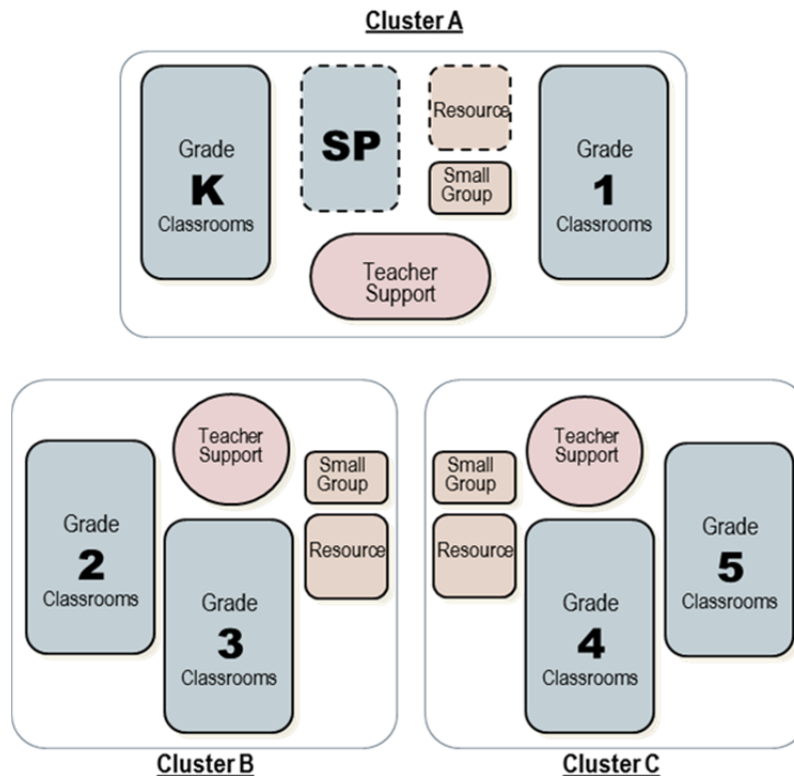 Cluster A
Grade
K
Classrooms
SP
Resource
Small
Group
Grade
1
Classrooms
Teacher
Support
Teacher
Support
Small
Group
Resource
Grade
2
Classrooms
Grade
3
Classrooms
Cluster B
Teacher
Support
Small
Group
Resource
Grade
4
Classrooms
Grade
5
Classrooms
Cluster C